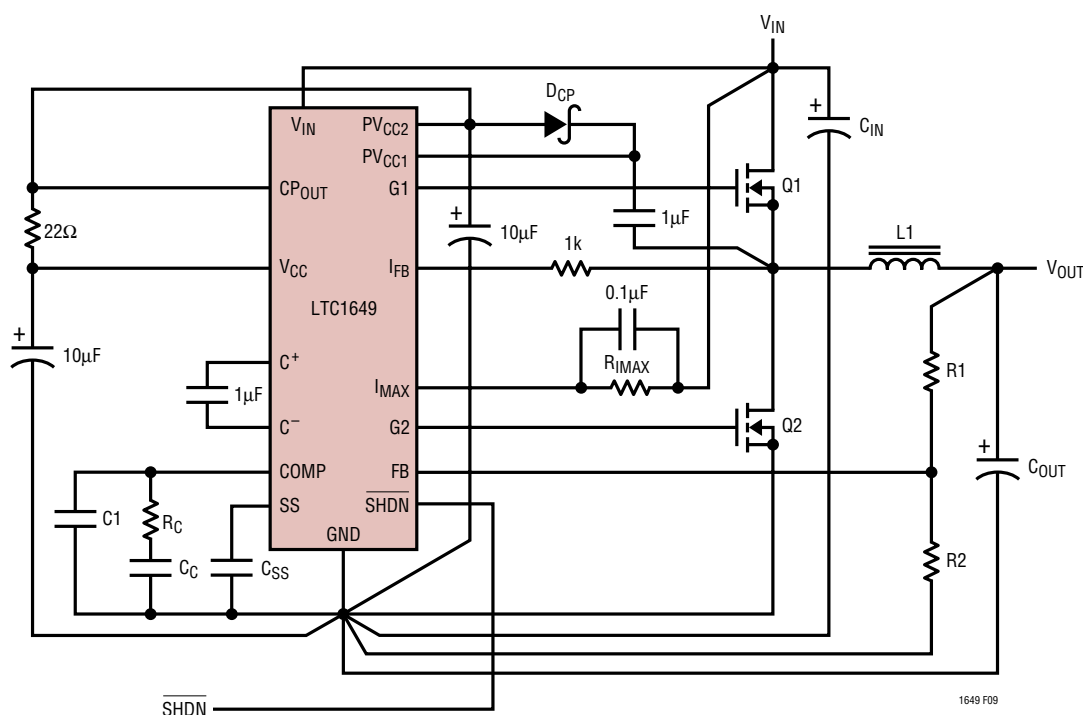 VIN
DCP
+
CIN
VIN
PVCC2
PVCC1
CPOUT
G1
Q1
+
22Ω
10µF
1µF
1k
L1
VCC
IFB
VOUT
LTC1649
0.1µF
+
10µF
C+
RIMAX
R1
1µF
IMAX
C−
G2
Q2
+
COMP
FB
COUT
C1
RC
SS
SHDN
GND
R2
CC
CSS
SHDN
1649 F09